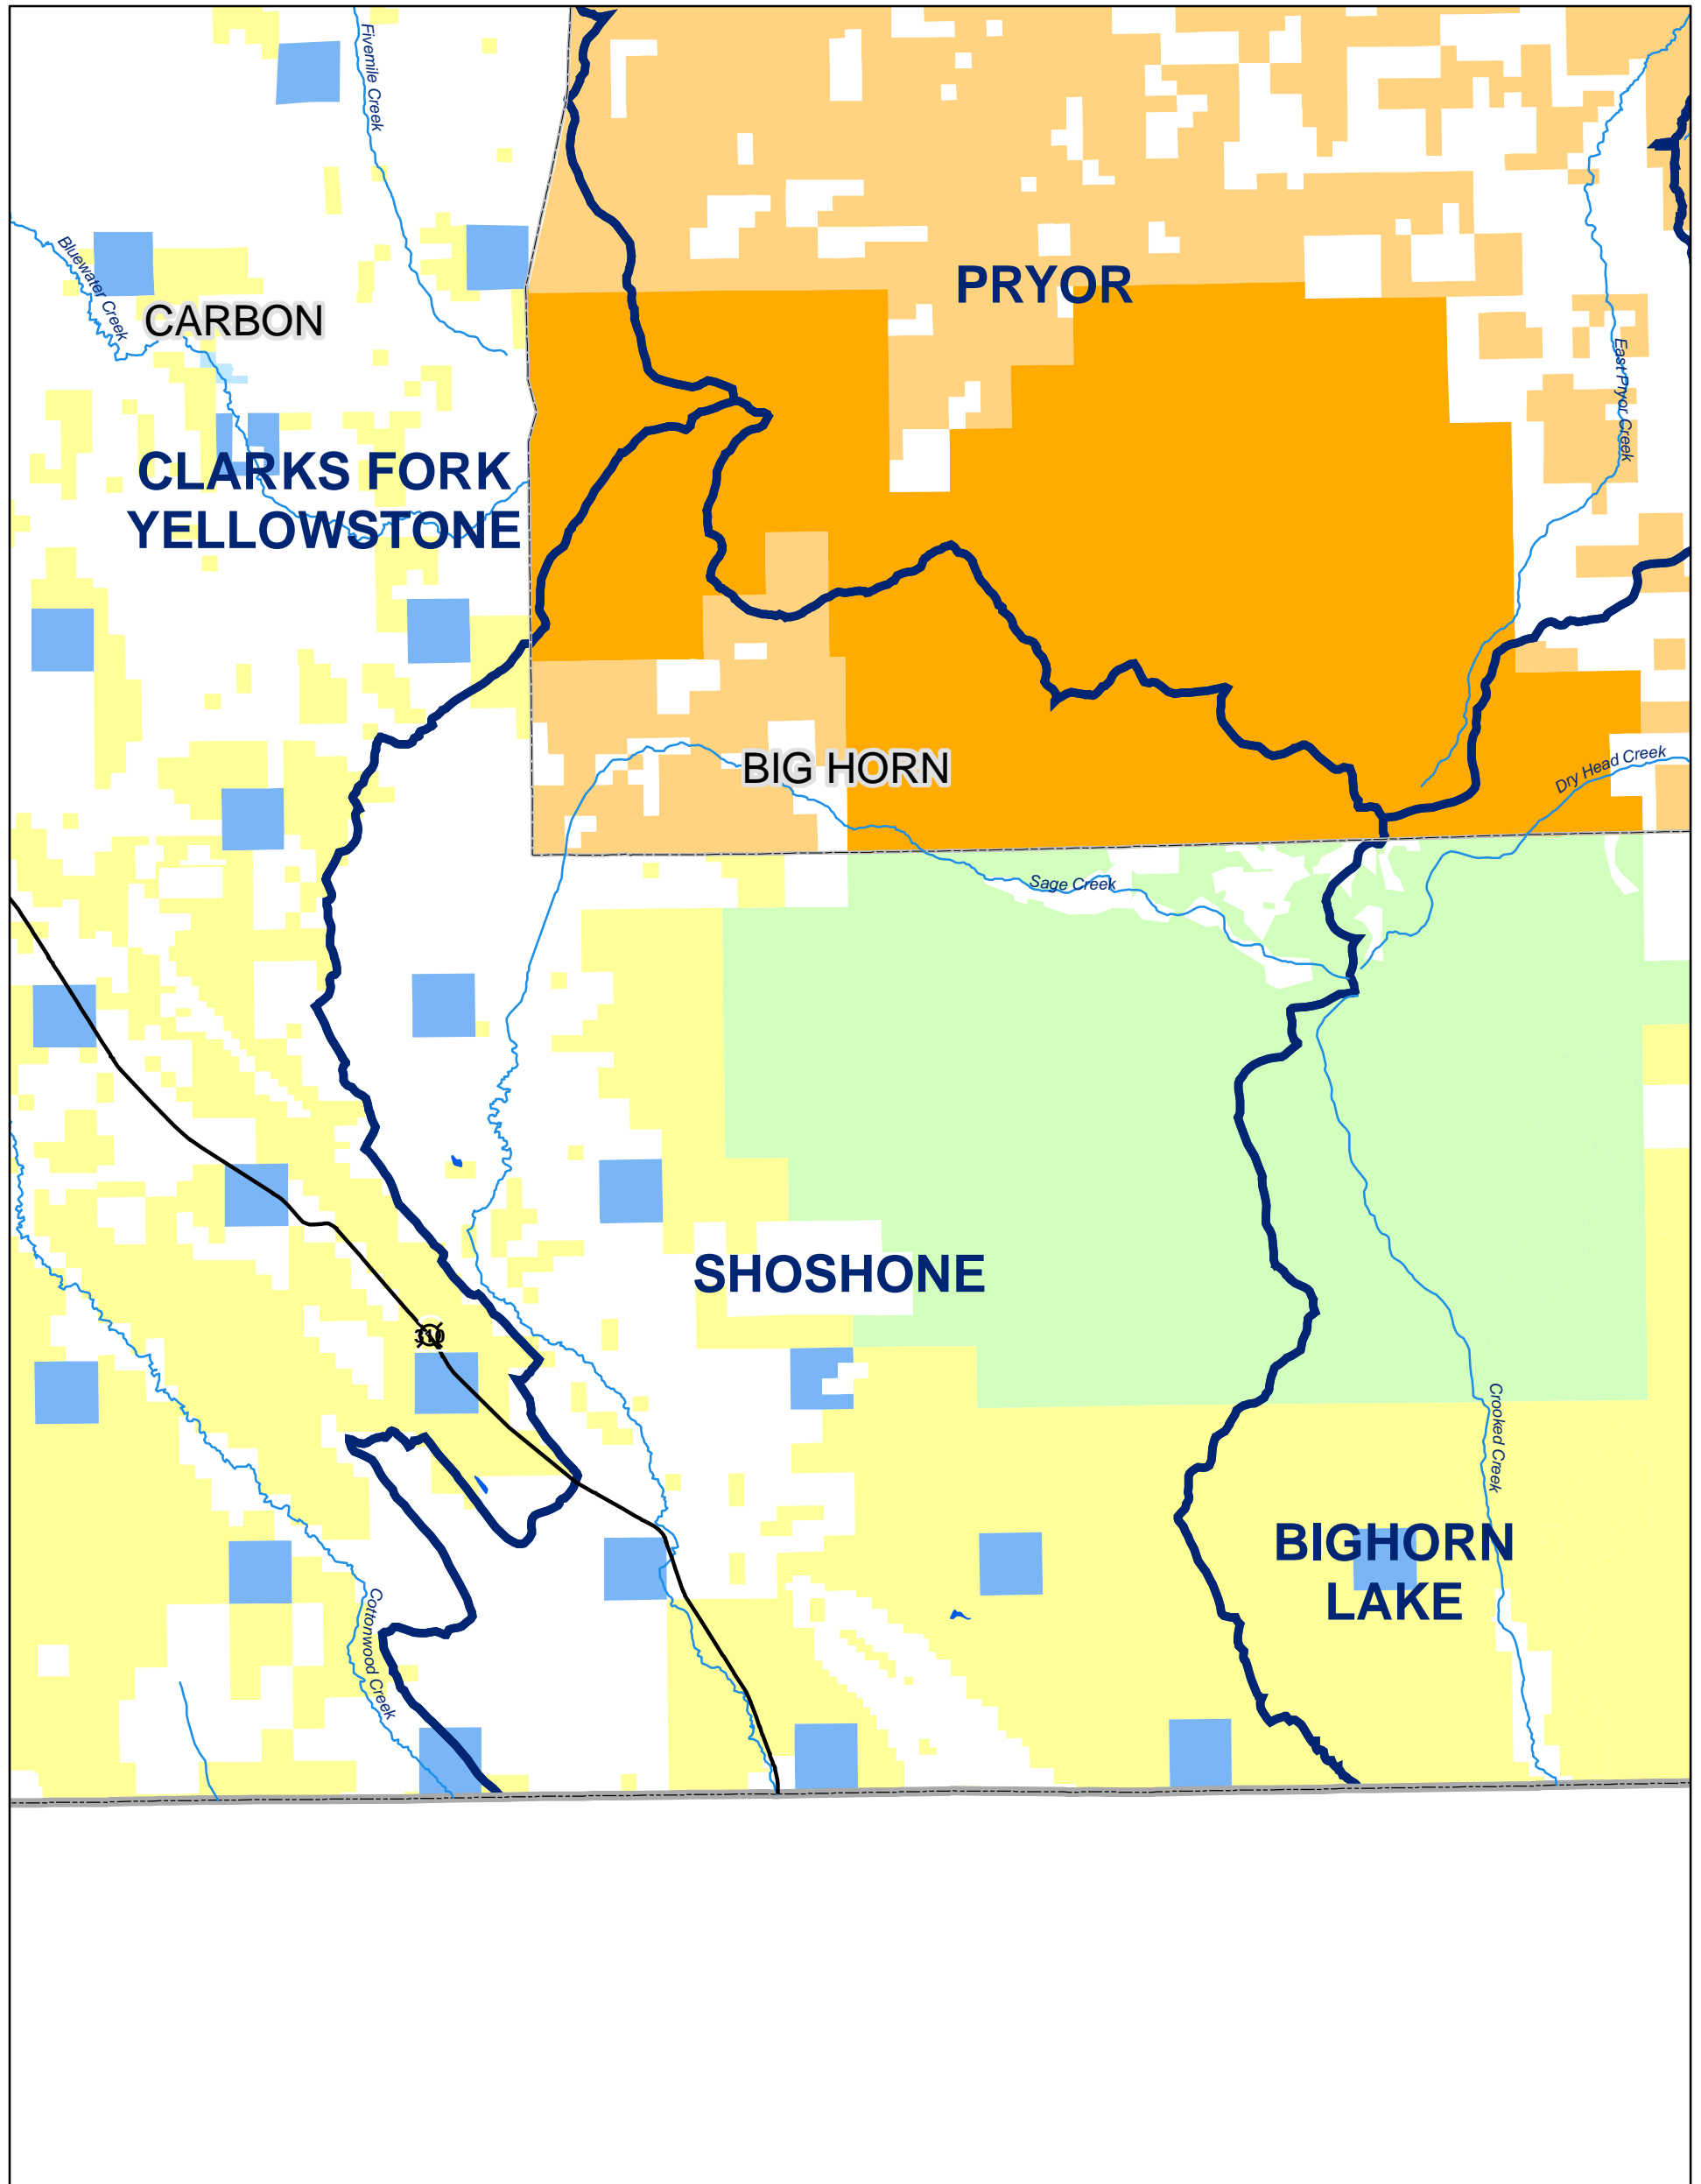 Fivemile Creek
Bluewater Creek
CARBON
PRYOR
East Pryor Creek
CLARKS FORK
YELLOWSTONE
BIG HORN
Dry Head Creek
Sage Creek
SHOSHONE
310
Crooked Creek
BIGHORN
LAKE
Cottonwood Creek